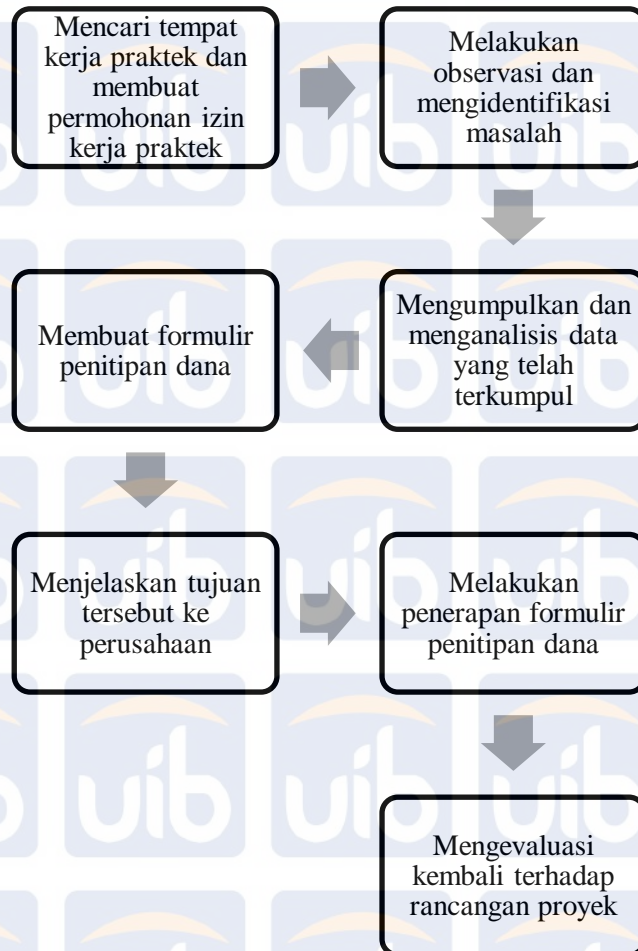 Mencari tempat
kerja praktek dan
membuat
permohonan izin
kerja praktek
Melakukan
observasi dan
mengidentifikasi
masalah
Mengumpulkan dan
menganalisis data
yang telah
terkumpul
Membuat formulir
penitipan dana
Menjelaskan tujuan
tersebut ke
perusahaan
Melakukan
penerapan formulir
penitipan dana
Mengevaluasi
kembali terhadap
rancangan proyek
uib